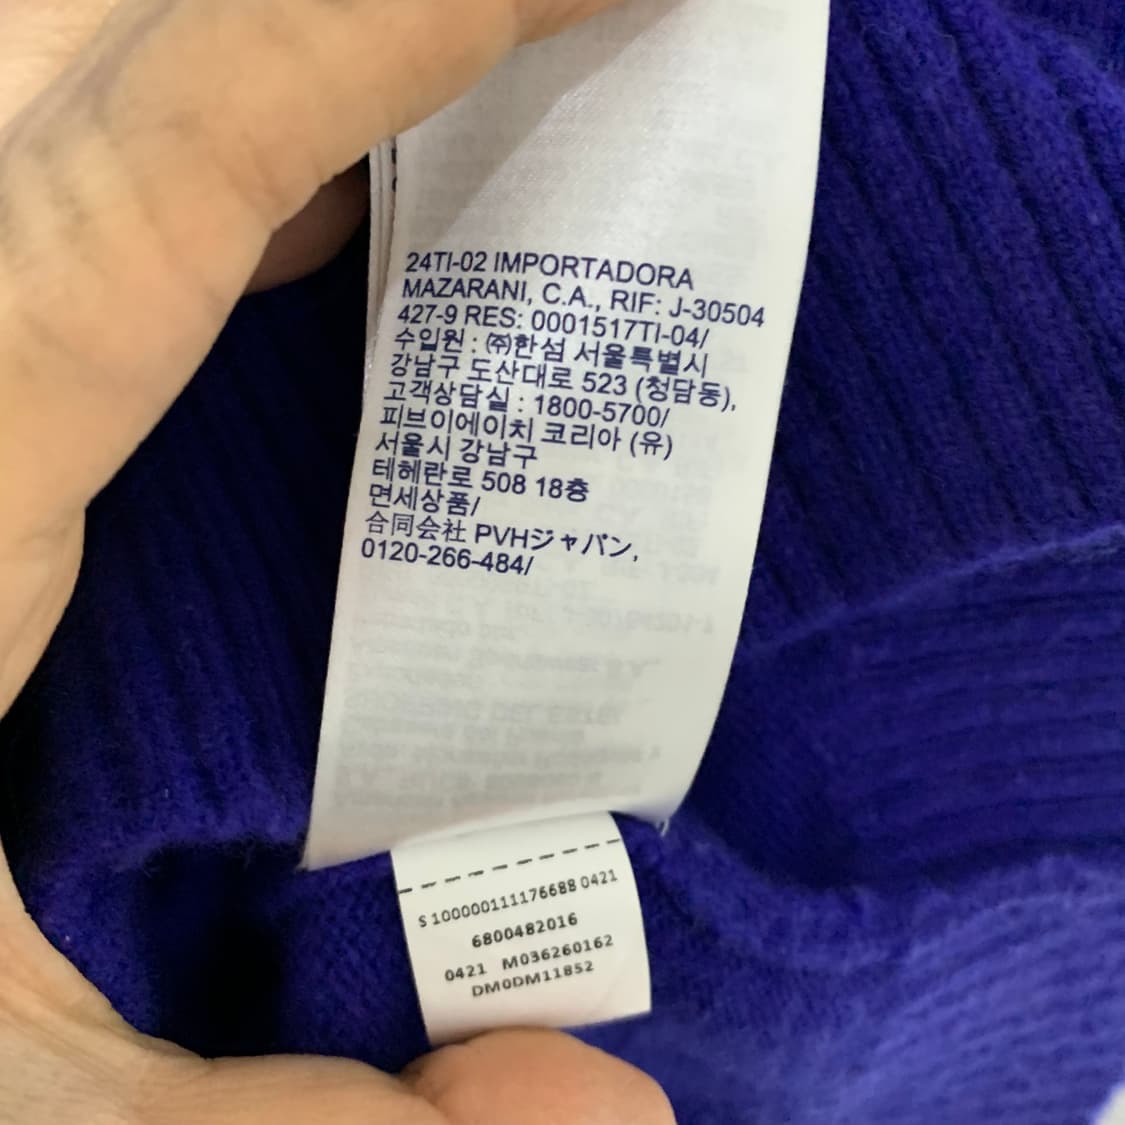 24TI-02 IMPORTADORA
MAZARANI, C.A., RIF: J-30504
427-9 RES: 0001517TI-04/
수입원 : ㈜한섬 서울특별시
강남구 도산대로 523 (청담동),
고객상담실 : 1800-5700/
피브이에이치 코리아 (유)
서울시 강남구
테헤란로 508 18층
면세상품/
合同会社 PVHジャパン,
0120-266-484/
S 100000111176688 0421
6800482016
0421 M036260162
DM0DM11852